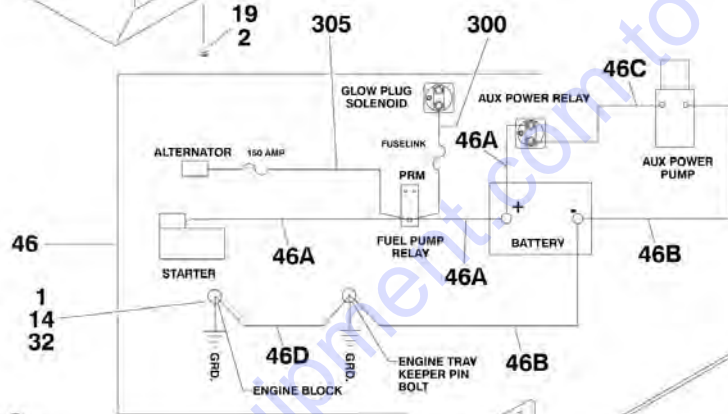 19
2
305
300
46C
GLOW PLUG
SOLENOID
AUX POWER RELAY
46A
FUSELINK
ALTERNATOR
150 AMP
PRM
AUX POWER
PUMP
+
-
46
46A
FUEL PUMP
RELAY
46A
BATTERY
46B
STARTER
1
14
32
GRD.
46D
GRD.
46B
ENGINE TRAY
KEEPER PIN
BOLT
ENGINE BLOCK